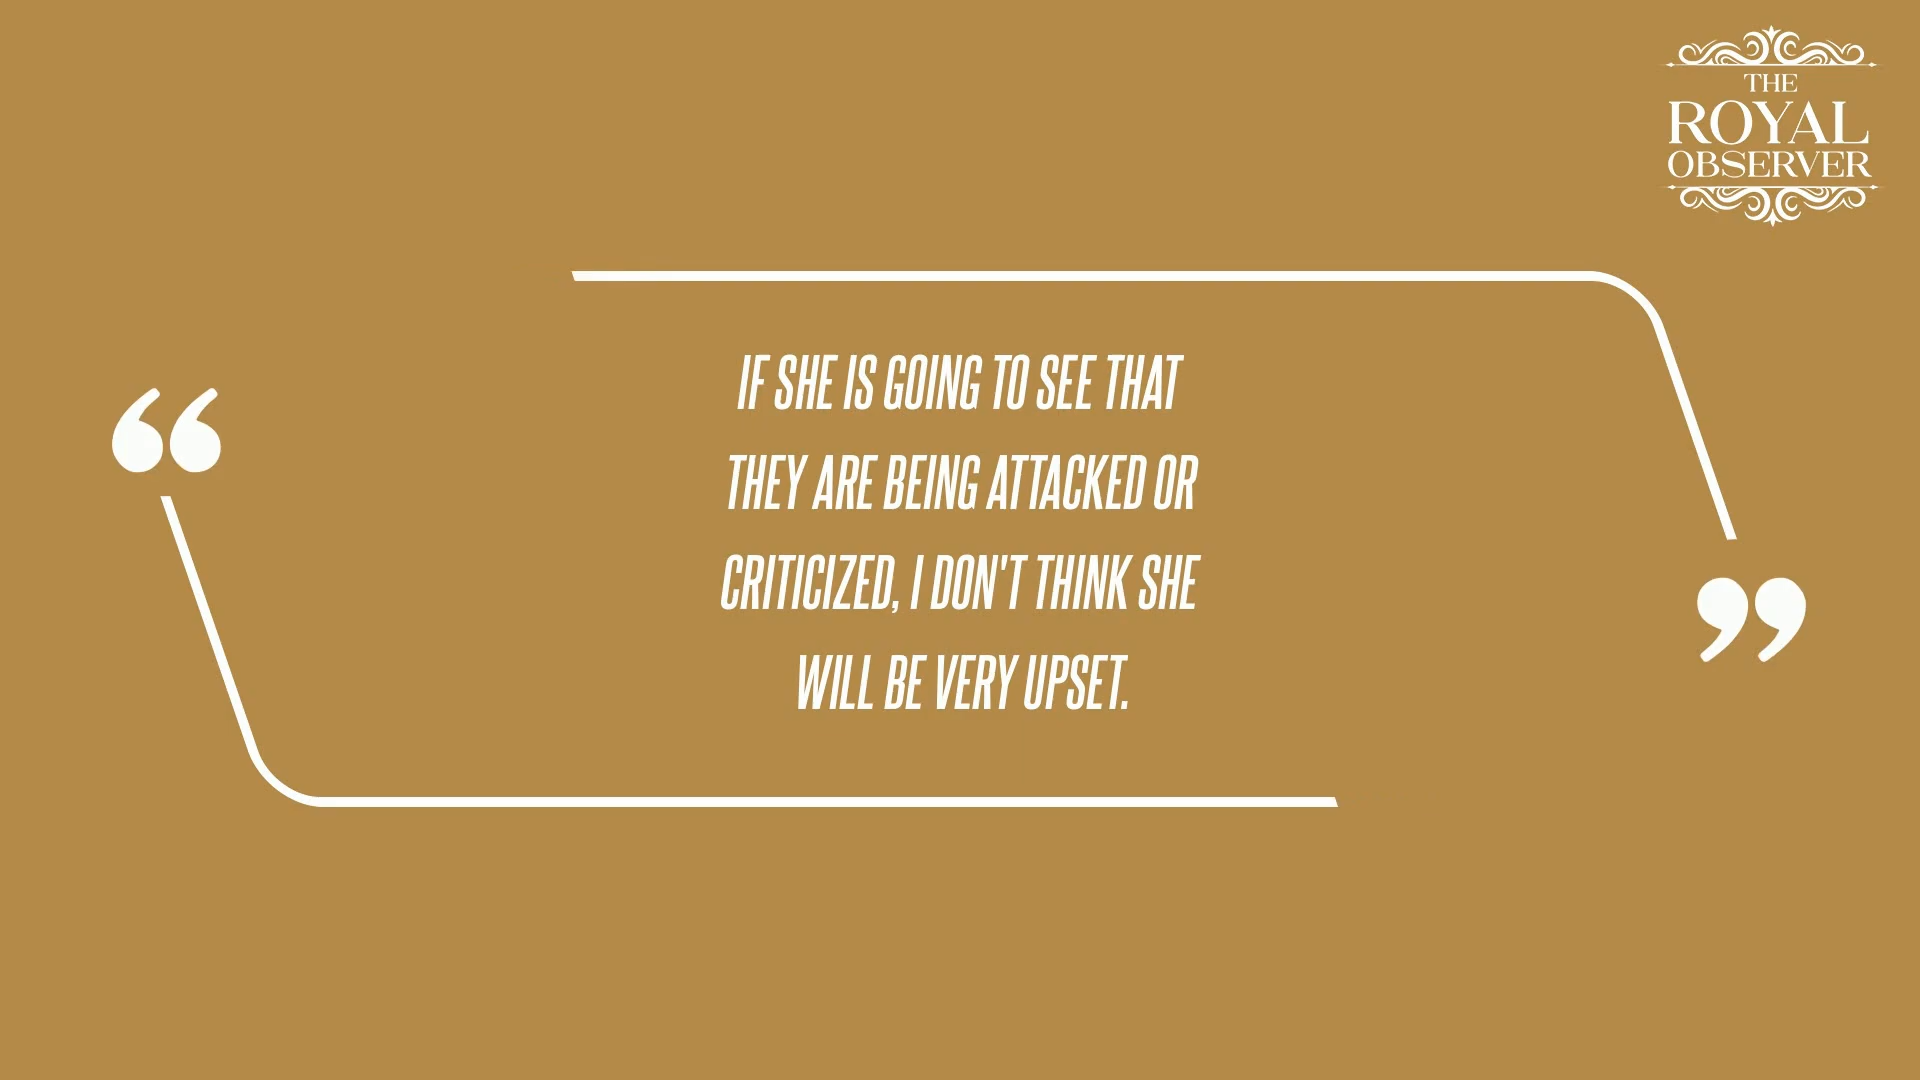 THE
ROYAL
OBSERVER
“
IF SHE IS GOING TO SEE THAT
THEY ARE BEING ATTACKED OR
CRITICIZED, I DON'T THINK SHE
WILL BE VERY UPSET.
”